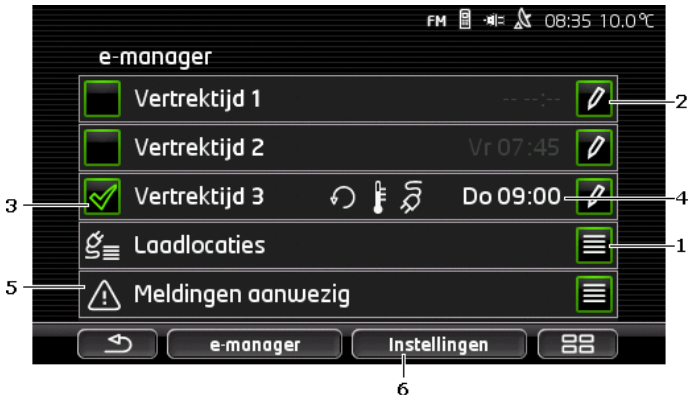 FM 08:35 10.0°C
e-manager
Vertrektijd 1 -- --:-- 2
Vertrektijd 2 Vr 07:45
3 Vertrektijd 3 Do 09:00 4
Laadlocaties 1
5 Meldingen aanwezig
e-manager Instellingen
6